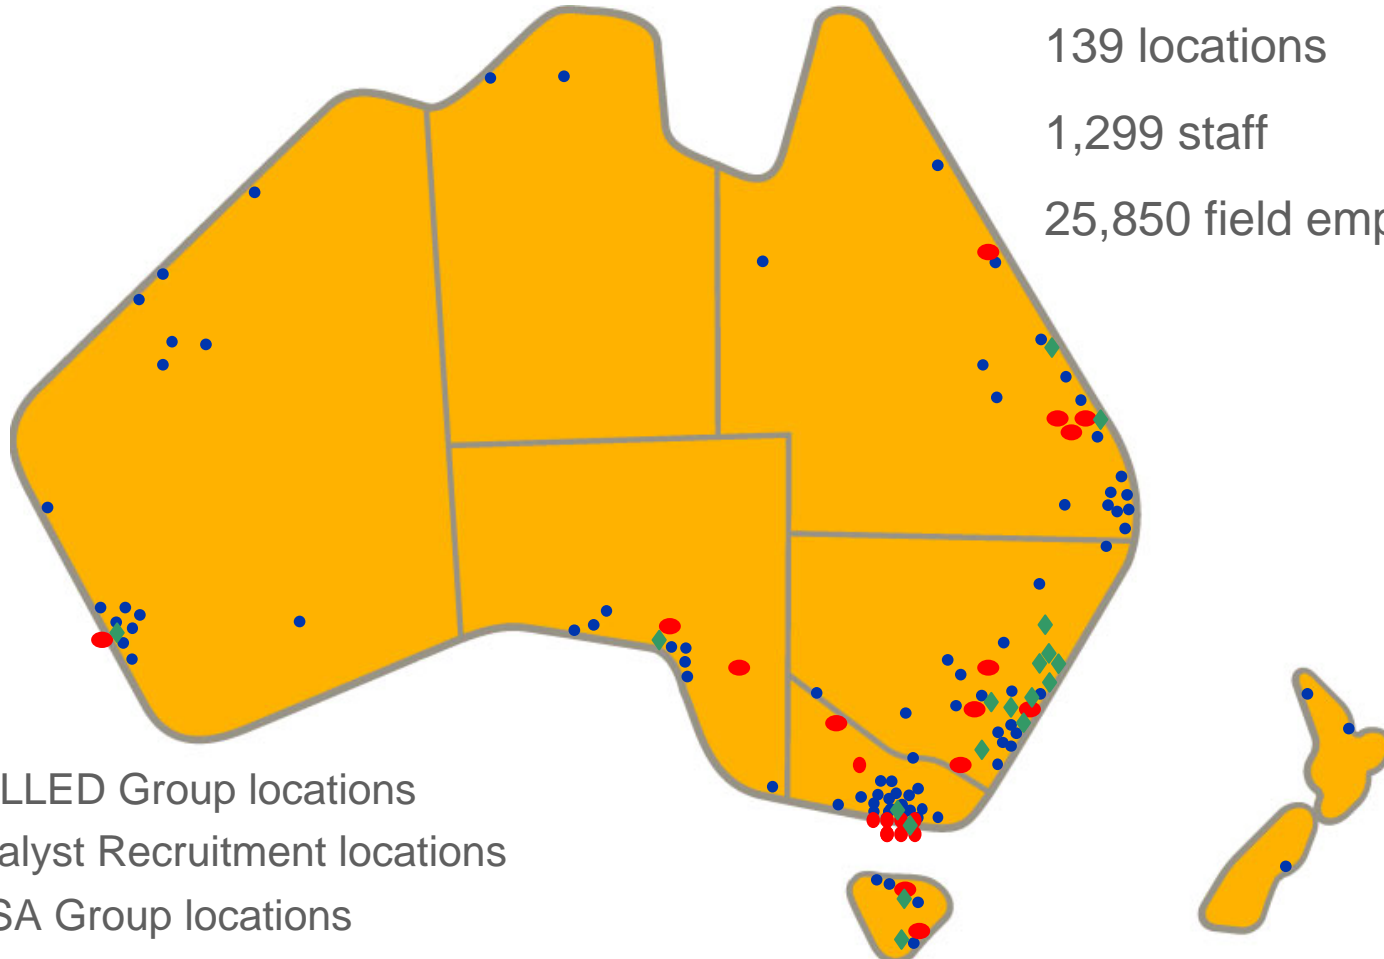 139 locations
1,299 staff
25,850 field emp
LLED Group locations
alyst Recruitment locations
SA Group locations